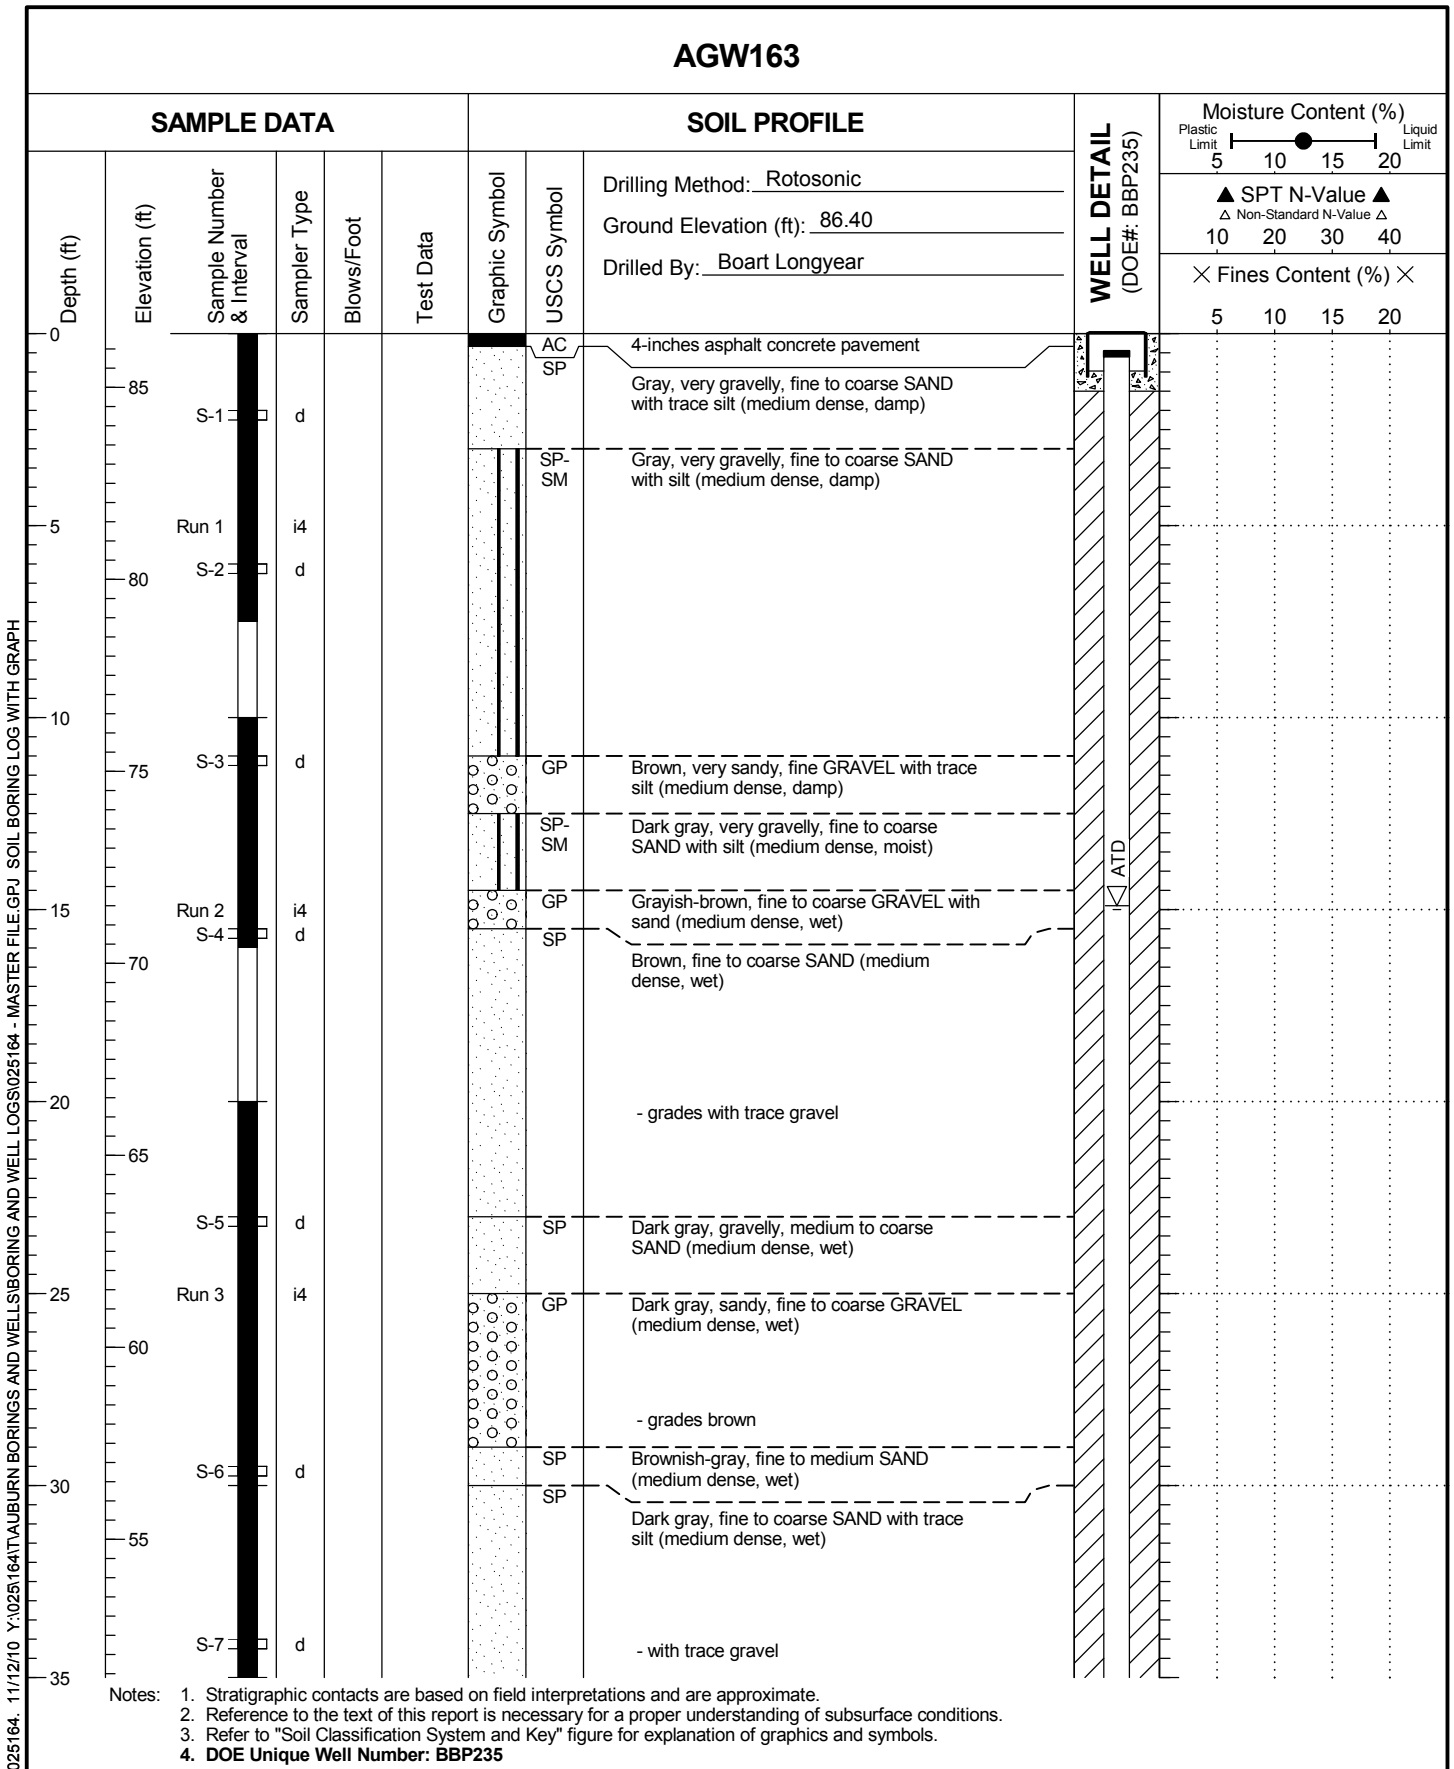 AGW163
SAMPLE DATA
SOIL PROFILE
WELL DETAIL
(DOE#: BBP235)
Moisture Content (%)
Plastic Limit
Liquid Limit
5 10 15 20
▲ SPT N-Value ▲
△ Non-Standard N-Value △
10 20 30 40
× Fines Content (%) ×
5 10 15 20
Depth (ft)
Elevation (ft)
Sample Number & Interval
Sampler Type
Blows/Foot
Test Data
Graphic Symbol
USCS Symbol
Drilling Method: Rotosonic
Ground Elevation (ft): 86.40
Drilled By: Boart Longyear
0
AC
4-inches asphalt concrete pavement
SP
85
Gray, very gravelly, fine to coarse SAND
with trace silt (medium dense, damp)
S-1 d
SP-
SM
Gray, very gravelly, fine to coarse SAND
with silt (medium dense, damp)
5
Run 1 i4
S-2 d
80
10
S-3 d
75
GP
Brown, very sandy, fine GRAVEL with trace
silt (medium dense, damp)
SP-
SM
Dark gray, very gravelly, fine to coarse
SAND with silt (medium dense, moist)
ATD
15
Run 2 i4
GP
Grayish-brown, fine to coarse GRAVEL with
sand (medium dense, wet)
S-4 d
SP
70
Brown, fine to coarse SAND (medium
dense, wet)
20
- grades with trace gravel
65
S-5 d
SP
Dark gray, gravelly, medium to coarse
SAND (medium dense, wet)
25
Run 3 i4
GP
Dark gray, sandy, fine to coarse GRAVEL
(medium dense, wet)
60
- grades brown
SP
Brownish-gray, fine to medium SAND
(medium dense, wet)
S-6 d
30
SP
Dark gray, fine to coarse SAND with trace
silt (medium dense, wet)
55
S-7 d
- with trace gravel
35
Notes: 1. Stratigraphic contacts are based on field interpretations and are approximate.
2. Reference to the text of this report is necessary for a proper understanding of subsurface conditions.
3. Refer to "Soil Classification System and Key" figure for explanation of graphics and symbols.
4. DOE Unique Well Number: BBP235
025164. 11/12/10 Y:\025\164\T\AUBURN BORINGS AND WELLS\BORING AND WELL LOGS\025164 - MASTER FILE.GPJ SOIL BORING LOG WITH GRAPH